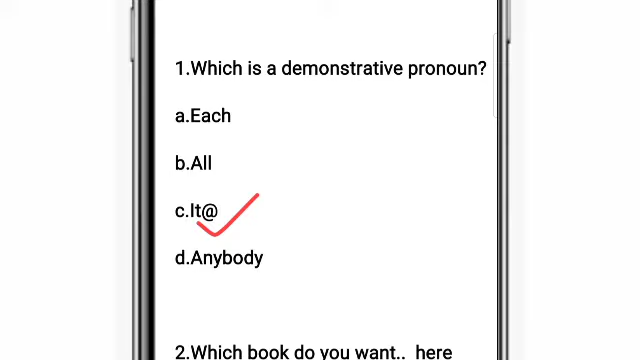 1.Which is a demonstrative pronoun?
a.Each
b.All
c.It@
d.Anybody
2.Which book do you want.. here